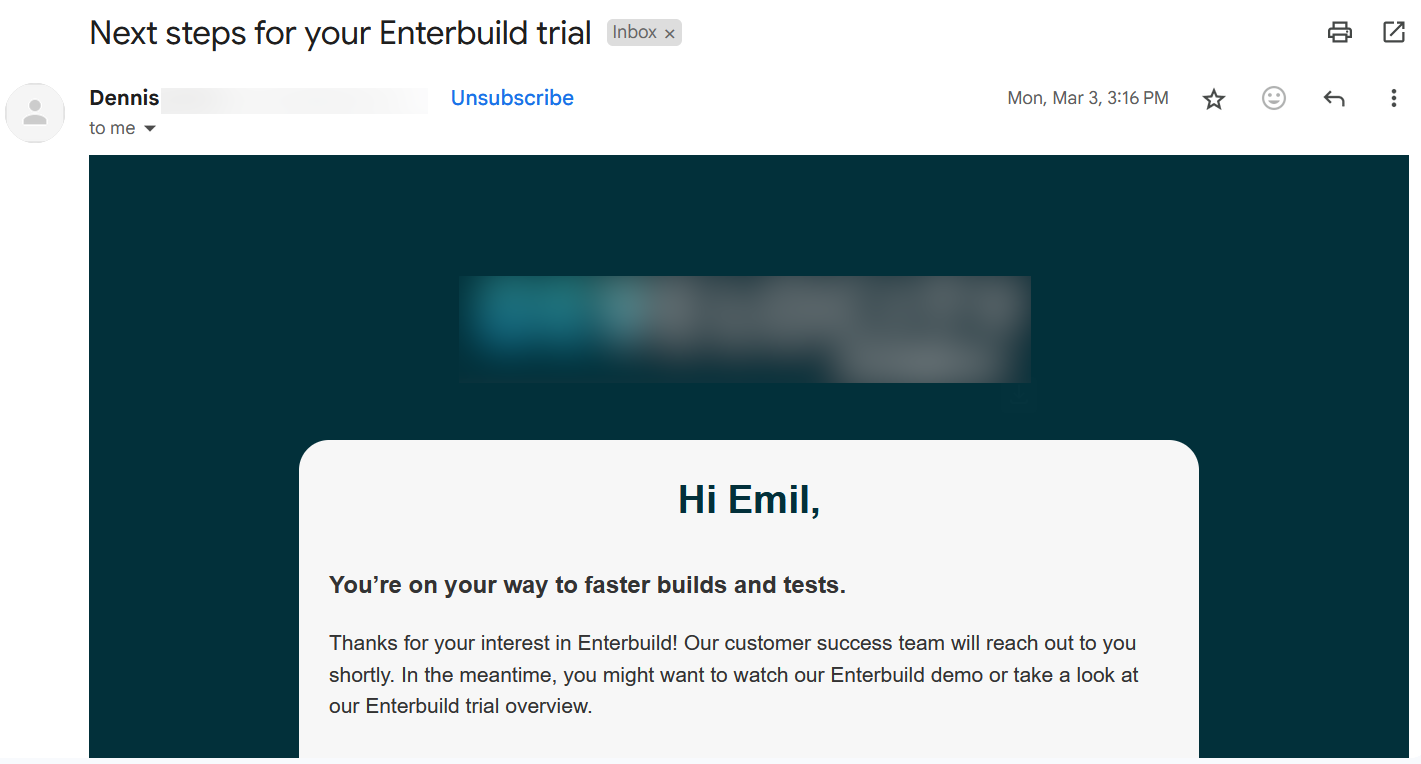 Next steps for your Enterbuild trial Inbox ×
Dennis Unsubscribe Mon, Mar 3, 3:16 PM
to me
Hi Emil,
You’re on your way to faster builds and tests.
Thanks for your interest in Enterbuild! Our customer success team will reach out to you
shortly. In the meantime, you might want to watch our Enterbuild demo or take a look at
our Enterbuild trial overview.